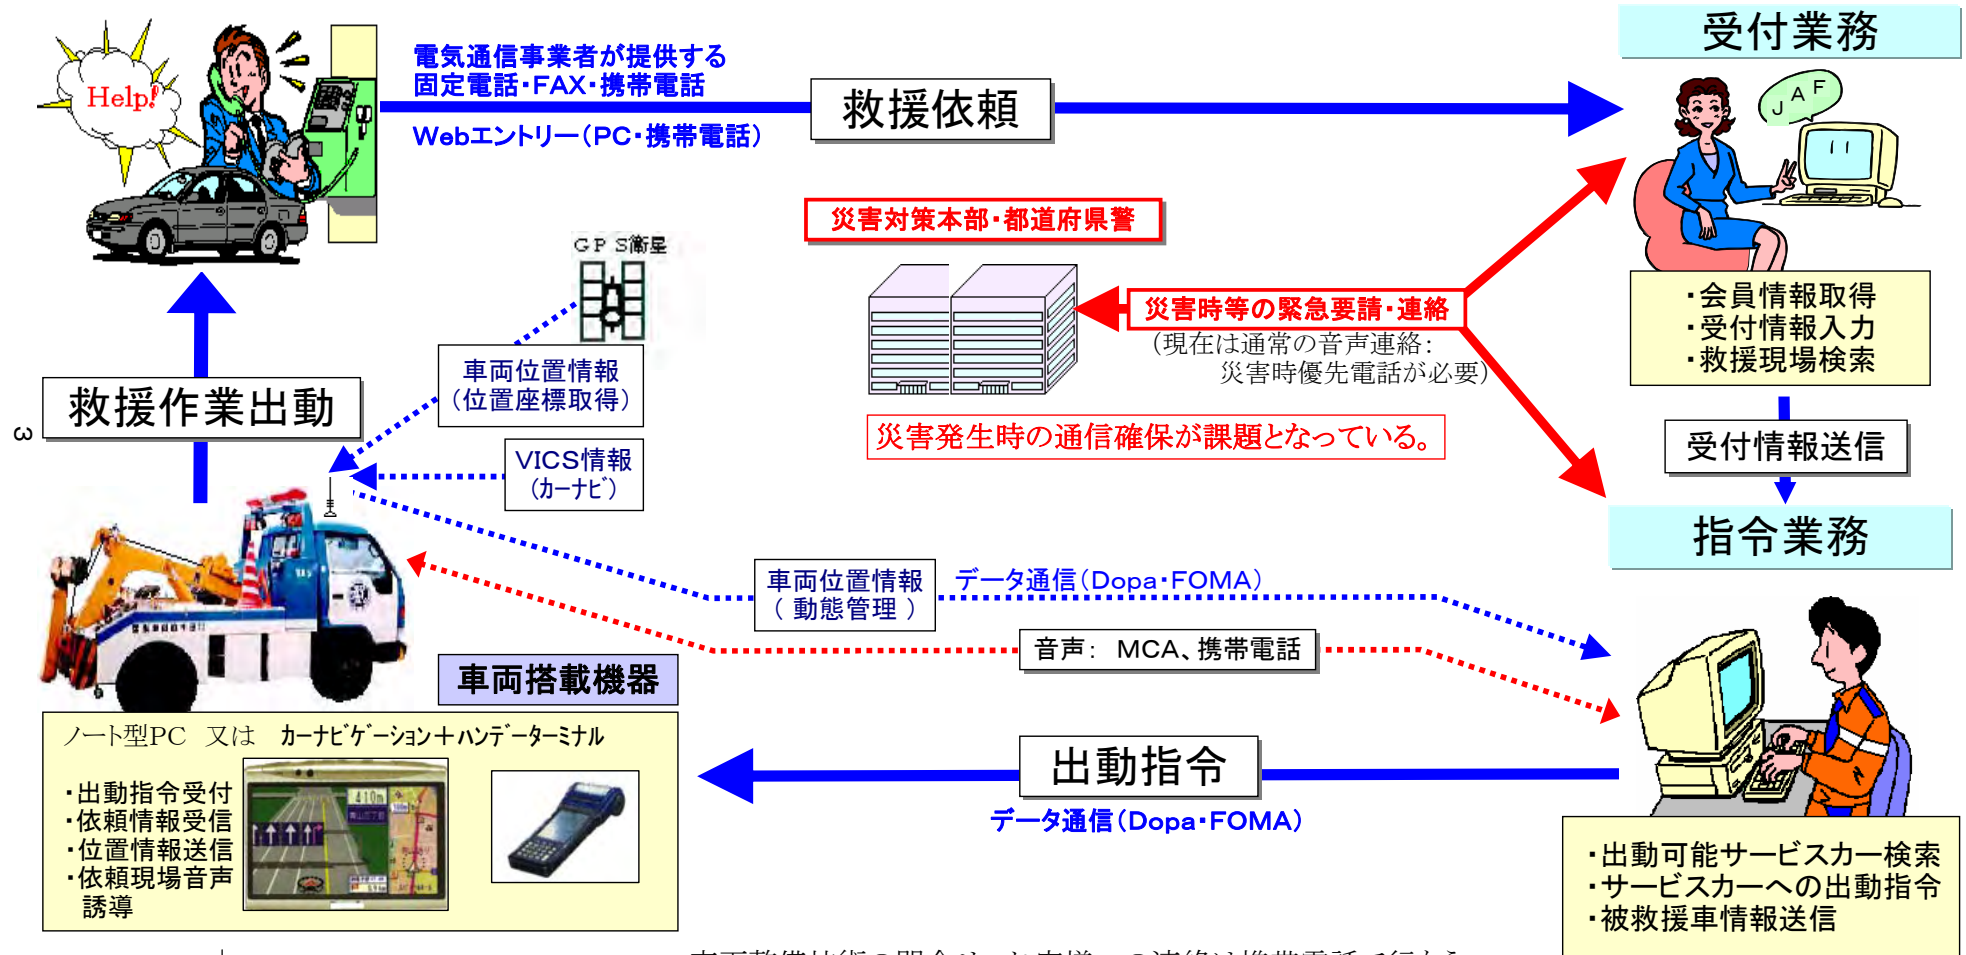 Help!
電気通信事業者が提供する
固定電話・FAX・携帯電話
Webエントリー(PC・携帯電話)
救援依頼
受付業務
JAF
災害対策本部・都道府県警
災害時等の緊急要請・連絡
(現在は通常の音声連絡:
災害時優先電話が必要)
災害発生時の通信確保が課題となっている。
・会員情報取得
・受付情報入力
・救援現場検索
受付情報送信
指令業務
GPS衛星
車両位置情報
(位置座標取得)
VICS情報
(カーナビ)
救援作業出動
3
車両位置情報
( 動態管理 )
データ通信(Dopa・FOMA)
音声: MCA、携帯電話
車両搭載機器
ノート型PC 又は カーナビゲーション+ハンデーターミナル
・出動指令受付
・依頼情報受信
・位置情報送信
・依頼現場音声
誘導
410m
出動指令
データ通信(Dopa・FOMA)
・出動可能サービスカー検索
・サービスカーへの出動指令
・被救援車情報送信